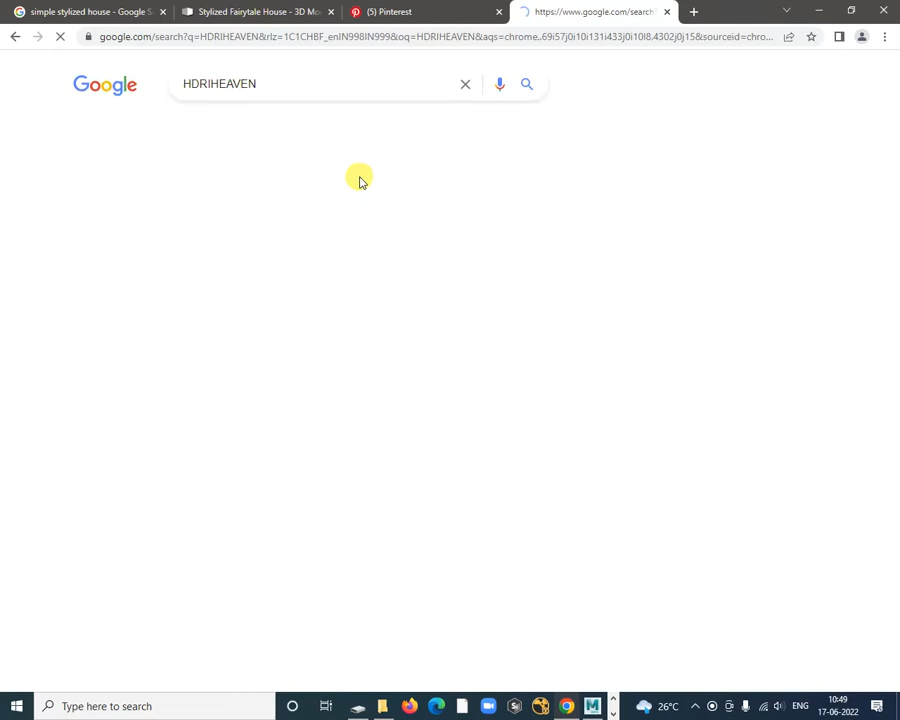 simple stylized house - Google S
Stylized Fairytale House - 3D Mo
(5) Pinterest
https://www.google.com/search?
google.com/search?q=HDRIHEAVEN&rlz=1C1CHBF_enIN998IN999&oq=HDRIHEAVEN&aqs=chrome..69i57j0i10i131i433j0i10l8.4302j0j15&sourceid=chro...
Google
HDRIHEAVEN
Type here to search
26°C
ENG
10:49
17-06-2022